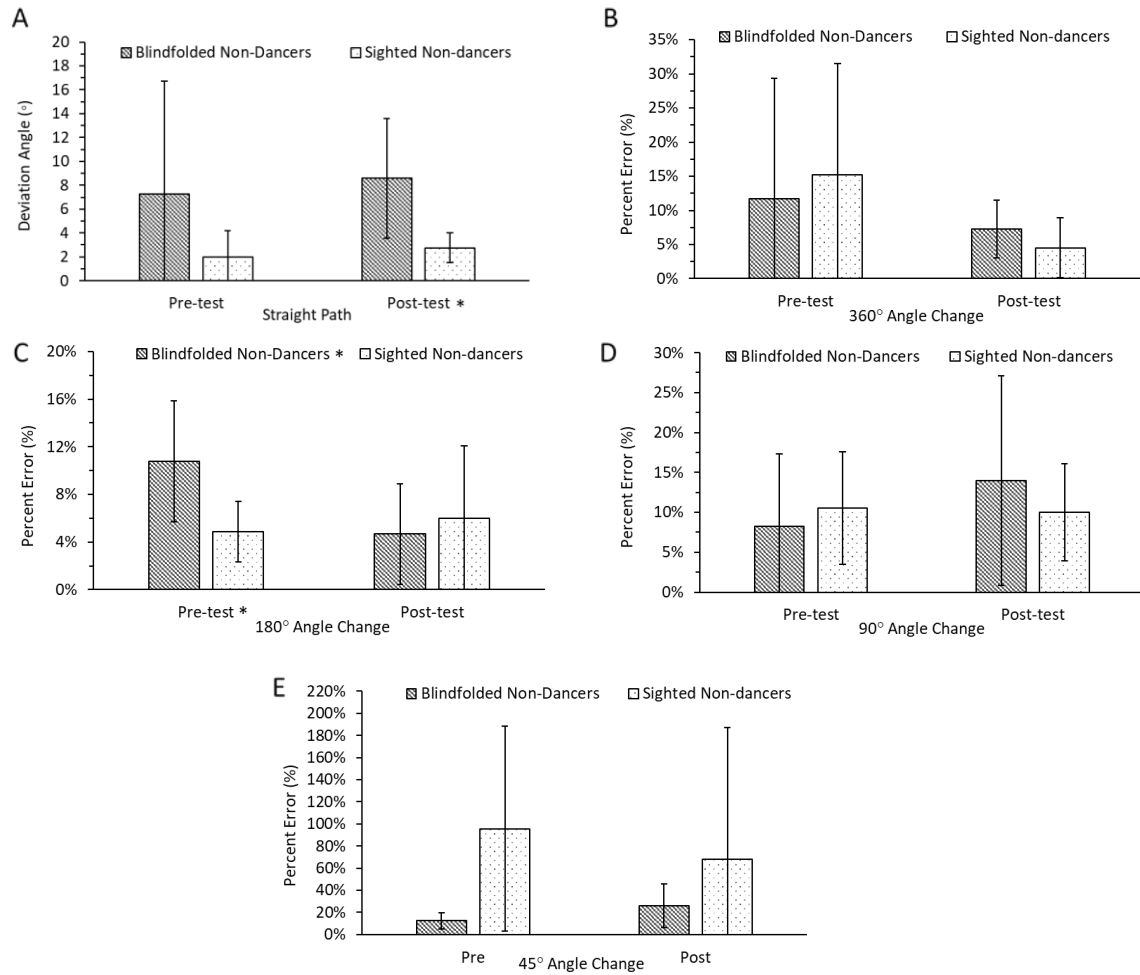 A
Deviation Angle (○)
20
18
16
14
12
10
8
6
4
2
0
Blindfolded Non-Dancers
Sighted Non-dancers
Pre-test
Post-test *
Straight Path
B
Percent Error (%)
35%
30%
25%
20%
15%
10%
5%
0%
Blindfolded Non-Dancers
Sighted Non-dancers
Pre-test
Post-test
360○ Angle Change
C
Percent Error (%)
20%
16%
12%
8%
4%
0%
Blindfolded Non-Dancers *
Sighted Non-dancers
Pre-test *
Post-test
180○ Angle Change
D
Percent Error (%)
30%
25%
20%
15%
10%
5%
0%
Blindfolded Non-Dancers
Sighted Non-dancers
Pre-test
Post-test
90○ Angle Change
E
Percent Error (%)
220%
200%
180%
160%
140%
120%
100%
80%
60%
40%
20%
0%
Blindfolded Non-Dancers
Sighted Non-dancers
Pre
Post
45○ Angle Change